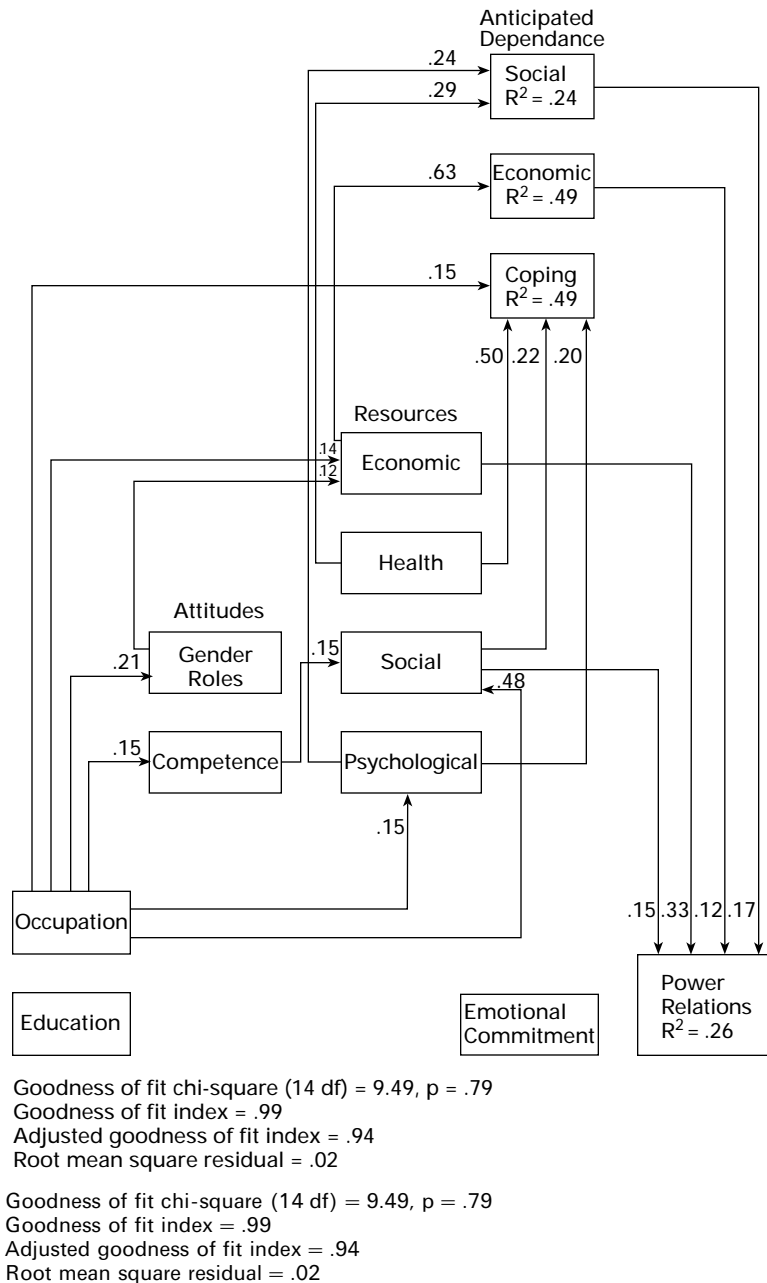 Anticipated
Dependance
.24
Social
R² = .24
.29
.63
Economic
R² = .49
.15
Coping
R² = .49
.50
.22
.20
Resources
.14
Economic
.12
Health
Attitudes
.21
Gender
Roles
.15
Social
.48
.15
Competence
Psychological
.15
Occupation
.15
.33
.12
.17
Education
Emotional
Commitment
Power
Relations
R² = .26
Goodness of fit chi-square (14 df) = 9.49, p = .79
Goodness of fit index = .99
Adjusted goodness of fit index = .94
Root mean square residual = .02
Goodness of fit chi-square (14 df) = 9.49, p = .79
Goodness of fit index = .99
Adjusted goodness of fit index = .94
Root mean square residual = .02